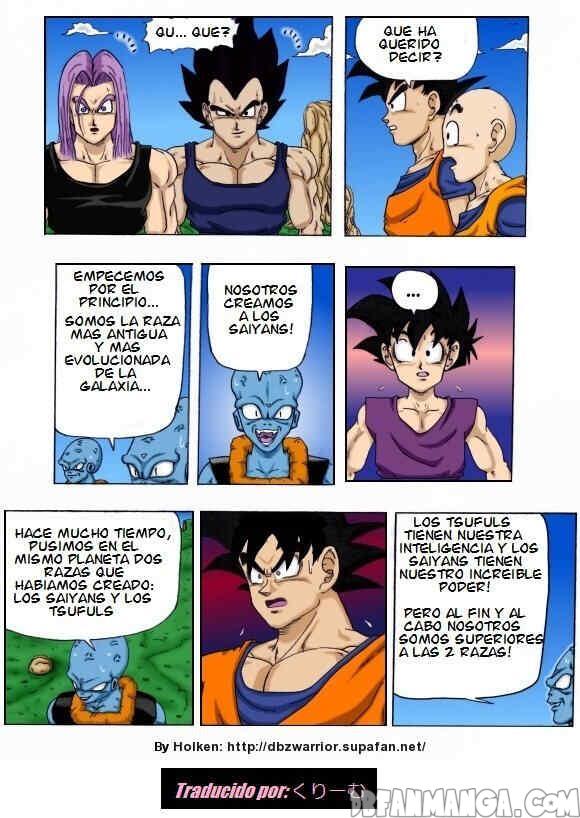 QU... QUE?
QUE HA
QUERIDO
DECIR?
EMPECEMOS
POR EL
PRINCIPIO...
SOMOS LA RAZA
MAS ANTIGUA
Y MAS
EVOLUCIONADA
DE LA
GALAXIA...
NOSOTROS
CREAMOS
A LOS
SAIYANS!
...
HACE MUCHO TIEMPO,
PUSIMOS EN EL
MISMO PLANETA DOS
RAZAS QUE
HABIAMOS CREADO:
LOS SAIYANS Y LOS
TSUFULS
LOS TSUFULS
TIENEN NUESTRA
INTELIGENCIA Y LOS
SAIYANS TIENEN
NUESTRO INCREIBLE
PODER!
PERO AL FIN Y AL
CABO NOSOTROS
SOMOS SUPERIORES
A LAS 2 RAZAS!
By Holken: http://dbzwarrior.supafan.net/
Traducido por:くりーむ
DBFANMANGA.COM